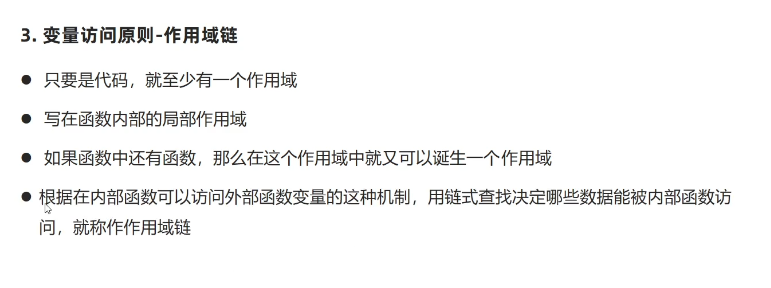 3. 变量访问原则-作用域链
● 只要是代码，就至少有一个作用域
● 写在函数内部的局部作用域
● 如果函数中还有函数，那么在这个作用域中就又可以诞生一个作用域
● 根据在内部函数可以访问外部函数变量的这种机制，用链式查找决定哪些数据能被内部函数访
问，就称作作用域链